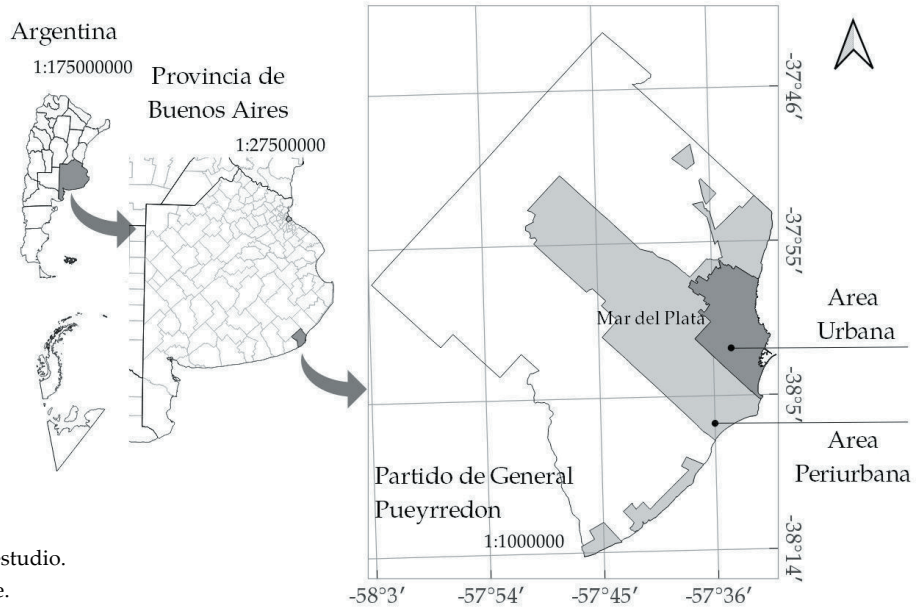 Argentina
1:175000000
Provincia de
Buenos Aires
1:27500000
-37°46′
-37°55′
Mar del Plata
Area
Urbana
-38°5′
Area
Periurbana
Partido de General
Pueyrredon
1:1000000
-38°14′
-58°3′
-57°54′
-57°45′
-57°36′
estudio.
e.